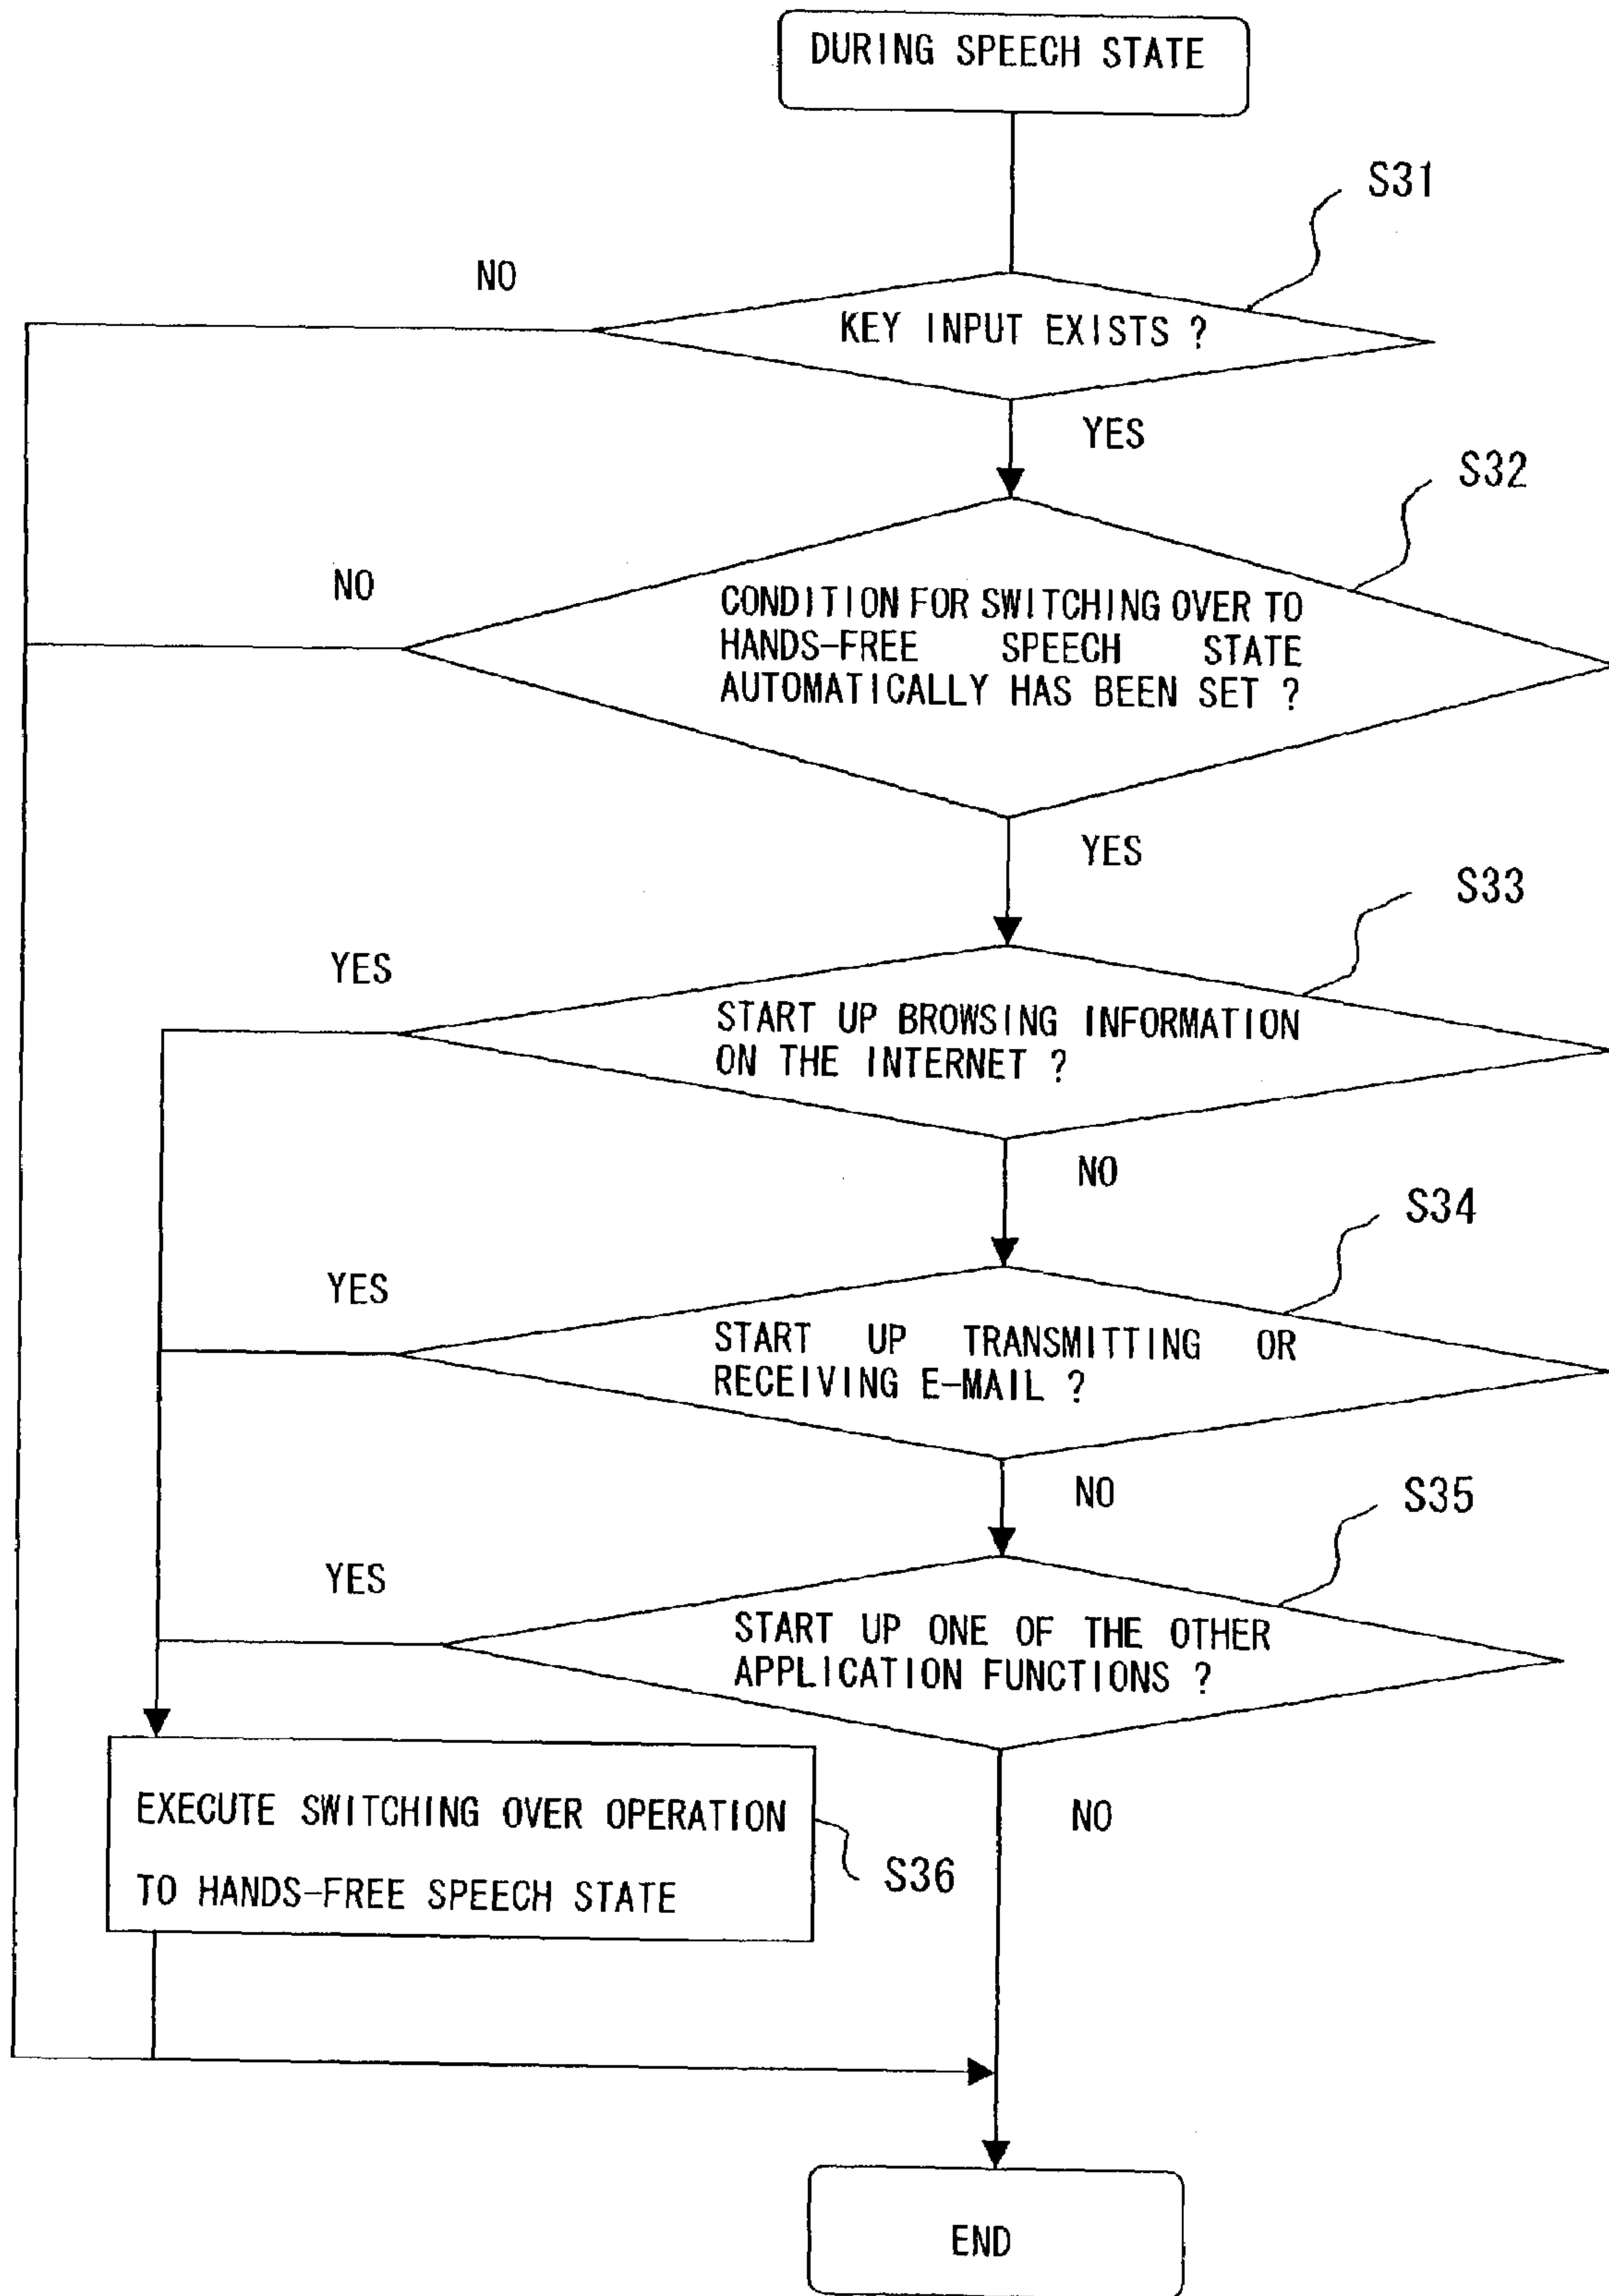 DURING SPEECH STATE
S31
NO
KEY INPUT EXISTS ?
YES
S32
NO
CONDITION FOR SWITCHING OVER TO
HANDS-FREE SPEECH STATE
AUTOMATICALLY HAS BEEN SET ?
YES
S33
YES
START UP BROWSING INFORMATION
ON THE INTERNET ?
NO
S34
YES
START UP TRANSMITTING OR
RECEIVING E-MAIL ?
NO
S35
YES
START UP ONE OF THE OTHER
APPLICATION FUNCTIONS ?
NO
EXECUTE SWITCHING OVER OPERATION
TO HANDS-FREE SPEECH STATE
S36
END